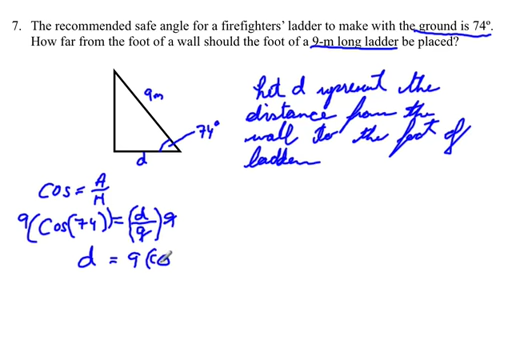 7. The recommended safe angle for a firefighters' ladder to make with the ground is 74º.
How far from the foot of a wall should the foot of a 9-m long ladder be placed?
9m
74°
d
Let d represent the
distance from the
wall to the foot of
ladder
Cos = A/H
9(Cos(74)) = (d/9)9
d = 9(Co